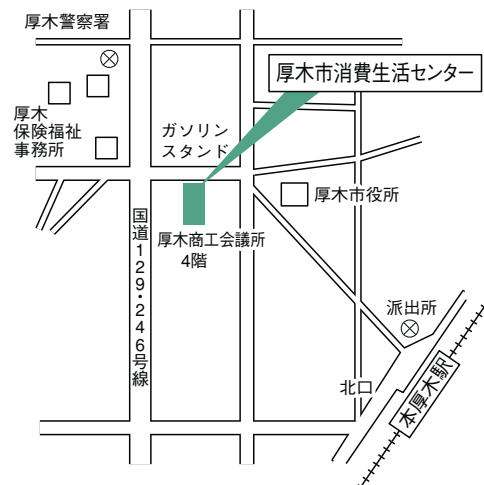 厚木警察署
厚木市消費生活センター
厚木
保険福祉
事務所
ガソリン
スタンド
厚木市役所
厚木商工会議所
4階
国道129・246号線
派出所
北口
本厚木駅